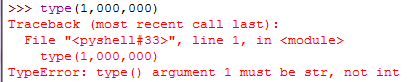 >>> type(1,000,000)
Traceback (most recent call last):
  File "<pyshell#33>", line 1, in <module>
    type(1,000,000)
TypeError: type() argument 1 must be str, not int